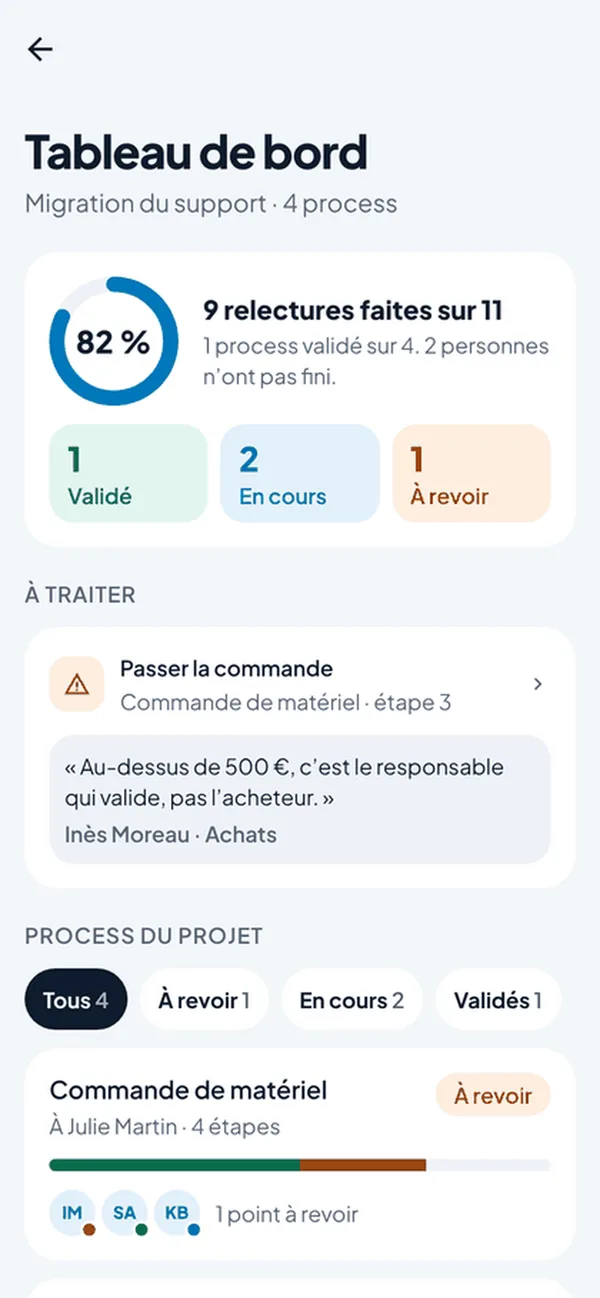 Tableau de bord
Migration du support · 4 process
82 %
9 relectures faites sur 11
1 process validé sur 4. 2 personnes
n’ont pas fini.
1
Validé
2
En cours
1
À revoir
À TRAITER
Passer la commande
Commande de matériel · étape 3
« Au-dessus de 500 €, c’est le responsable
qui valide, pas l’acheteur. »
Inès Moreau · Achats
PROCESS DU PROJET
Tous 4
À revoir 1
En cours 2
Validés 1
Commande de matériel
À revoir
À Julie Martin · 4 étapes
IM
SA
KB
1 point à revoir